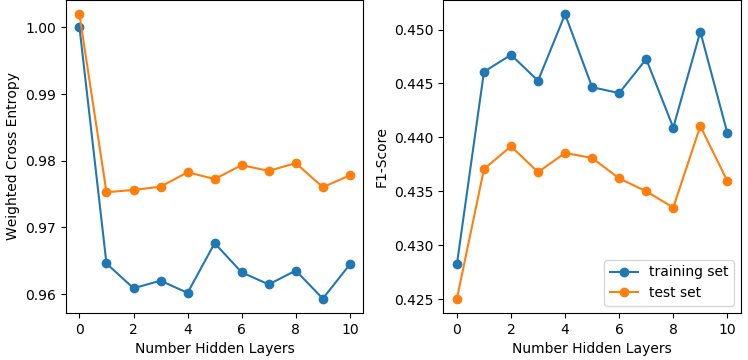 1.00
0.99
0.98
0.97
0.96
Weighted Cross Entropy
0 2 4 6 8 10
Number Hidden Layers
0.450
0.445
0.440
0.435
0.430
0.425
F1-Score
training set
test set
0 2 4 6 8 10
Number Hidden Layers